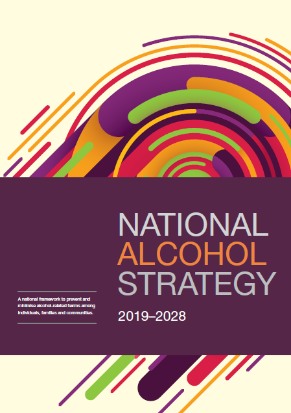 NATIONAL
ALCOHOL
STRATEGY
2019–2028
A national framework to prevent and
minimise alcohol-related harms among
individuals, families and communities.